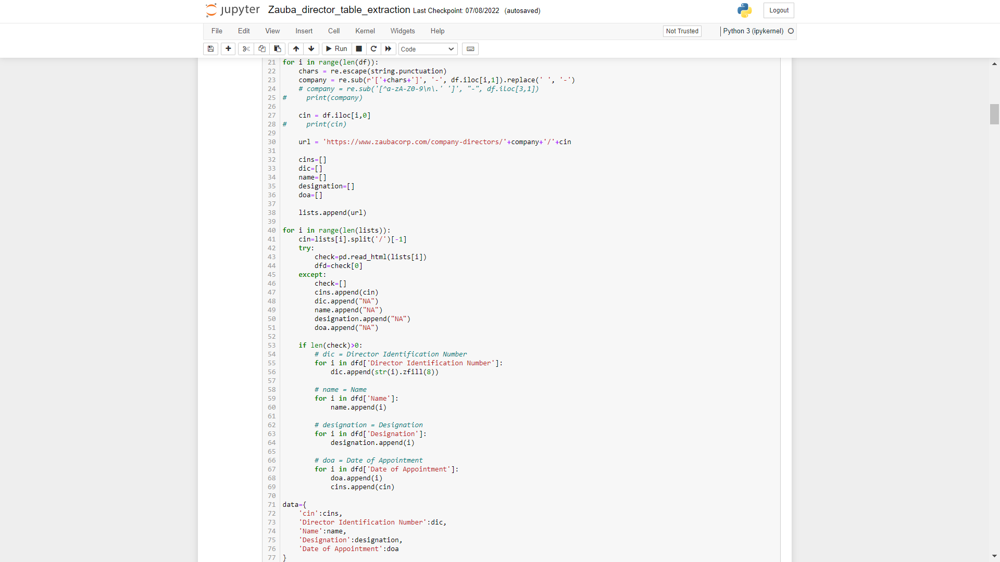 jupyter Zauba_director_table_extraction Last Checkpoint: 07/08/2022 (autosaved) Logout
File Edit View Insert Cell Kernel Widgets Help Not Trusted Python 3 (ipykernel)
Run Code
21 for i in range(len(df)):
22     chars = re.escape(string.punctuation)
23     company = re.sub(r'['+chars+']', '-', df.iloc[i,1]).replace(' ', '-')
24     # company = re.sub('[^a-zA-Z0-9\n\.' ']', "-", df.iloc[3,1])
25 #     print(company)
26
27     cin = df.iloc[i,0]
28 #     print(cin)
29
30     url = 'https://www.zaubacorp.com/company-directors/'+company+'/'+cin
31
32     cins=[]
33     dic=[]
34     name=[]
35     designation=[]
36     doa=[]
37
38     lists.append(url)
39
40 for i in range(len(lists)):
41     cin=lists[i].split('/')[-1]
42     try:
43         check=pd.read_html(lists[i])
44         dfd=check[0]
45     except:
46         check=[]
47         cins.append(cin)
48         dic.append("NA")
49         name.append("NA")
50         designation.append("NA")
51         doa.append("NA")
52
53     if len(check)>0:
54         # dic = Director Identification Number
55         for i in dfd['Director Identification Number']:
56             dic.append(str(i).zfill(8))
57
58         # name = Name
59         for i in dfd['Name']:
60             name.append(i)
61
62         # designation = Designation
63         for i in dfd['Designation']:
64             designation.append(i)
65
66         # doa = Date of Appointment
67         for i in dfd['Date of Appointment']:
68             doa.append(i)
69             cins.append(cin)
70
71 data={
72     'cin':cins,
73     'Director Identification Number':dic,
74     'Name':name,
75     'Designation':designation,
76     'Date of Appointment':doa
77 }